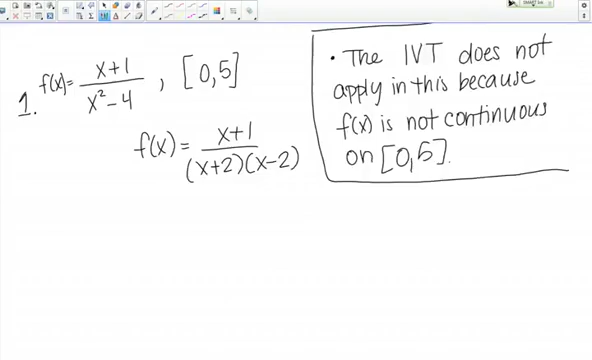 1. f(x)= x+1 / x²-4 , [0,5]
f(x) = x+1 / (x+2)(x-2)
• The IVT does not
apply in this because
f(x) is not continuous
on [0,5].